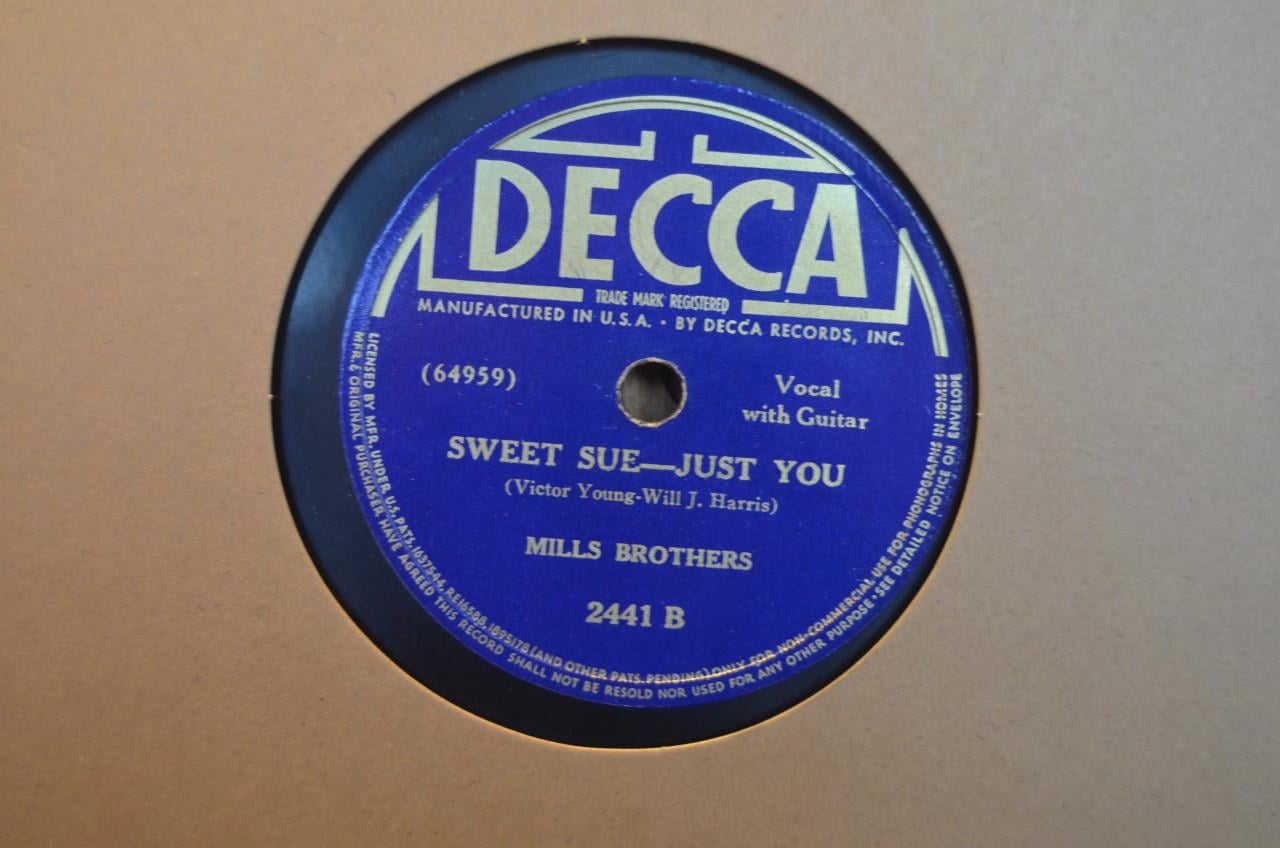 DECCA
TRADE MARK REGISTERED
MANUFACTURED IN U.S.A. • BY DECCA RECORDS, INC.
(64959)
Vocal
with Guitar
SWEET SUE—JUST YOU
(Victor Young-Will J. Harris)
MILLS BROTHERS
2441 B
LICENSED BY MFR. UNDER U.S. PATS. 1637544, RE16588, 1895178 (AND OTHER PATS. PENDING) ONLY FOR NON-COMMERCIAL USE FOR PHONOGRAPHS IN HOMES
MFR. & ORIGINAL PURCHASER HAVE AGREED THIS RECORD SHALL NOT BE RESOLD NOR USED FOR ANY OTHER PURPOSE • SEE DETAILED NOTICE ON ENVELOPE